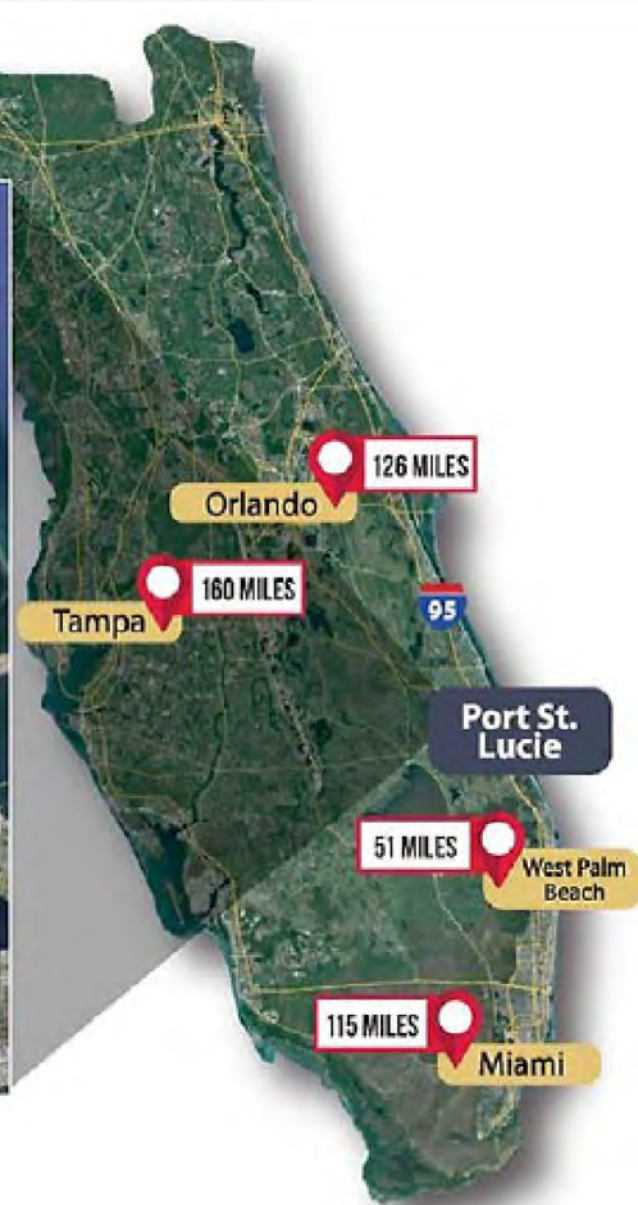 126 MILES
Orlando
160 MILES
Tampa
95
Port St.
Lucie
51 MILES
West Palm
Beach
115 MILES
Miami